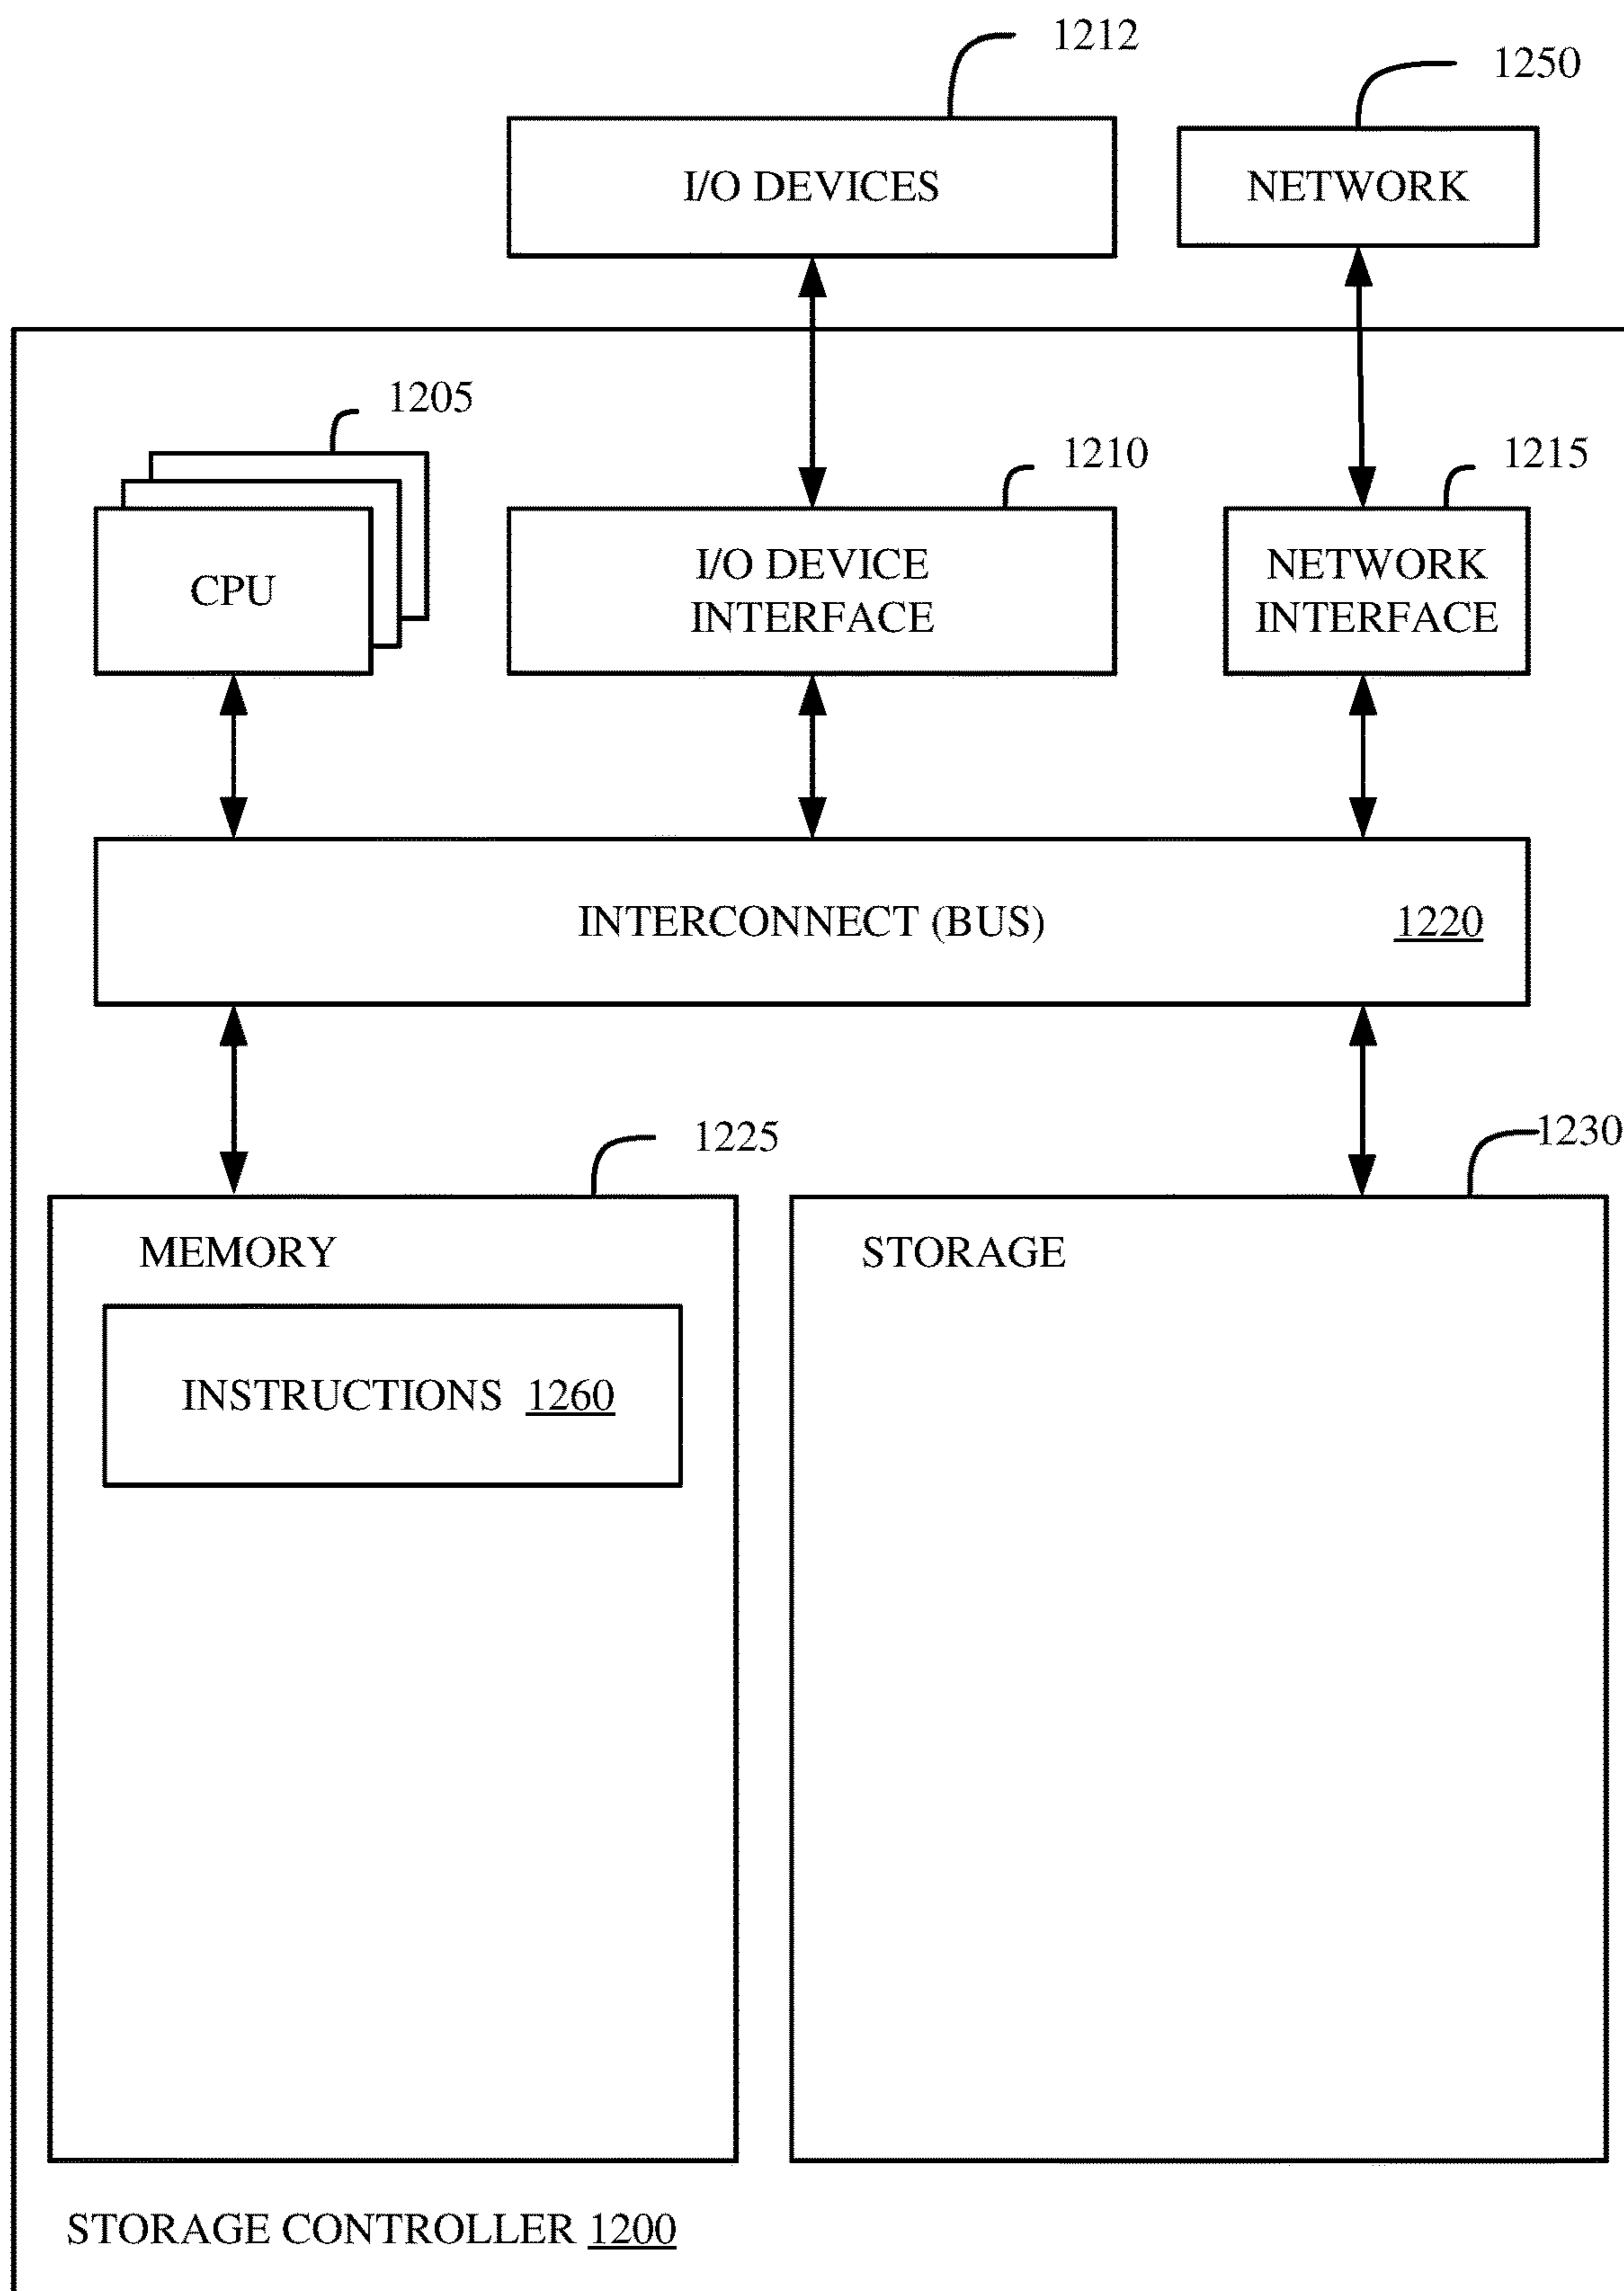 1212
1250
I/O DEVICES
NETWORK
1205
1210
1215
CPU
I/O DEVICE
INTERFACE
NETWORK
INTERFACE
INTERCONNECT (BUS)
1220
1225
1230
MEMORY
STORAGE
INSTRUCTIONS 1260
STORAGE CONTROLLER 1200